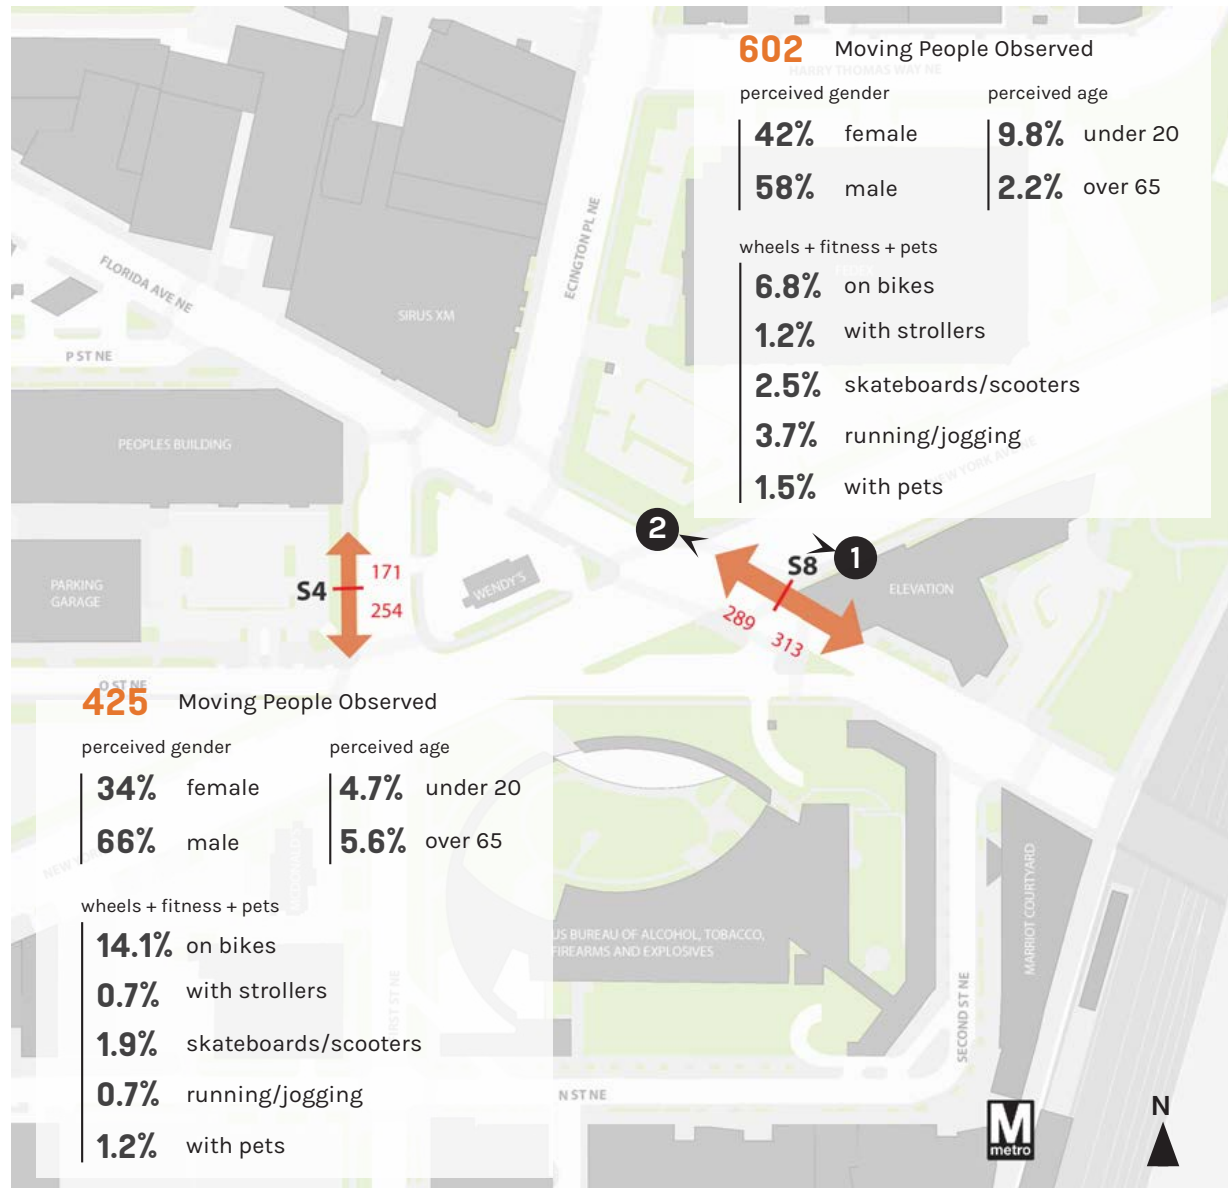 602 Moving People Observed
HARRY THOMAS WAY NE
perceived gender
42% female
58% male
perceived age
9.8% under 20
2.2% over 65
wheels + fitness + pets
6.8% on bikes
1.2% with strollers
2.5% skateboards/scooters
3.7% running/jogging
1.5% with pets
FLORIDA AVE NE
ECINGTON PL NE
SIRUS XM
P ST NE
PEOPLES BUILDING
NEW YORK AVE NE
2
1
S8
289
313
ELEVATION
S4
171
254
WENDY'S
PARKING
GARAGE
O ST NE
425 Moving People Observed
perceived gender
34% female
66% male
perceived age
4.7% under 20
5.6% over 65
NEW YOR
MCDONALD'S
wheels + fitness + pets
14.1% on bikes
0.7% with strollers
1.9% skateboards/scooters
0.7% running/jogging
1.2% with pets
US BUREAU OF ALCOHOL, TOBACCO,
FIREARMS AND EXPLOSIVES
MARRIOT COURTYARD
FIRST ST NE
SECOND ST NE
N ST NE
M
metro
N